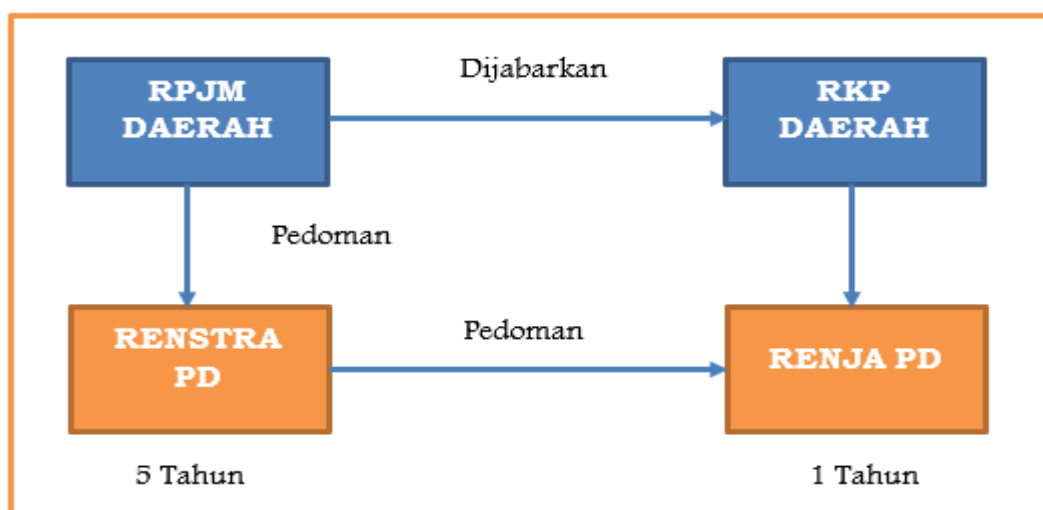 RPJM
DAERAH
Dijabarkan
RKP
DAERAH
Pedoman
RENSTRA
PD
Pedoman
RENJA PD
5 Tahun
1 Tahun